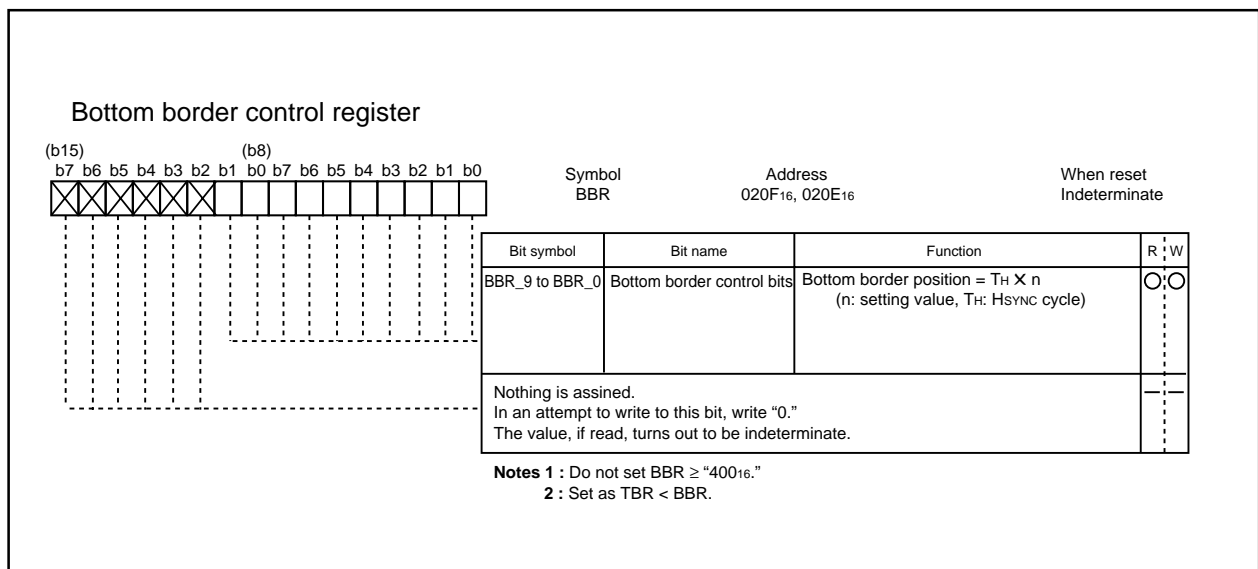 Bottom border control register
(b15) (b8)
b7 b6 b5 b4 b3 b2 b1 b0 b7 b6 b5 b4 b3 b2 b1 b0
Symbol Address When reset
BBR 020F16, 020E16 Indeterminate
Bit symbol Bit name Function R W
BBR_9 to BBR_0 Bottom border control bits Bottom border position = TH X n
(n: setting value, TH: HSYNC cycle)
Nothing is assined.
In an attempt to write to this bit, write “0.”
The value, if read, turns out to be indeterminate.
Notes 1 : Do not set BBR ≥ “40016.”
2 : Set as TBR < BBR.